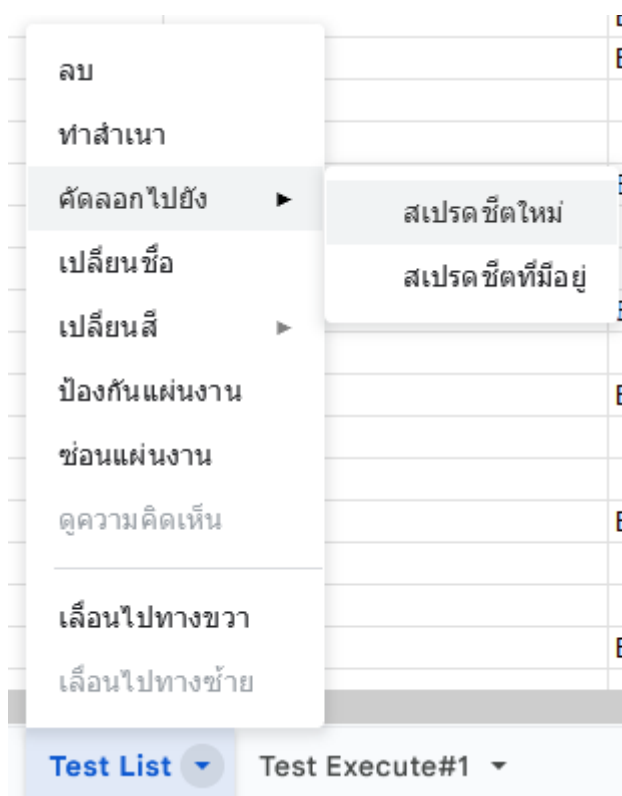 ลบ
ทำสำเนา
คัดลอกไปยัง
สเปรดชีตใหม่
สเปรดชีตที่มีอยู่
เปลี่ยนชื่อ
เปลี่ยนสี
ป้องกันแผ่นงาน
ซ่อนแผ่นงาน
ดูความคิดเห็น
เลื่อนไปทางขวา
เลื่อนไปทางซ้าย
Test List
Test Execute#1